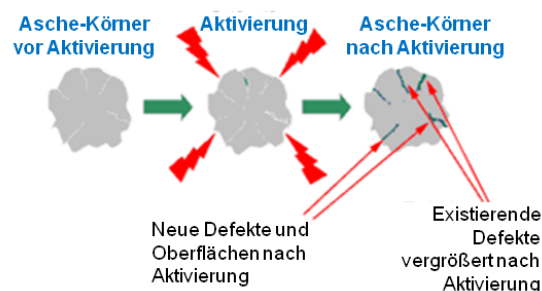 Asche-Körner
vor Aktivierung
Aktivierung
Asche-Körner
nach Aktivierung
Neue Defekte und
Oberflächen nach
Aktivierung
Existierende
Defekte
vergrößert nach
Aktivierung